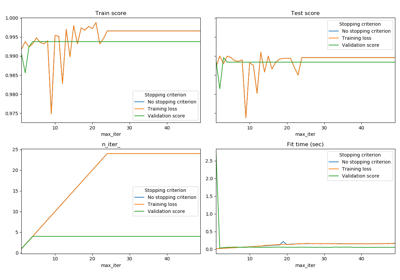 Train score
1.000
0.995
0.990
0.985
0.980
0.975
Stopping criterion
No stopping criterion
Training loss
Validation score
10 20 30 40
max_iter
Test score
Stopping criterion
No stopping criterion
Training loss
Validation score
10 20 30 40
max_iter
n_iter_
25
20
15
10
5
0
Stopping criterion
No stopping criterion
Training loss
Validation score
10 20 30 40
max_iter
Fit time (sec)
2.5
2.0
1.5
1.0
0.5
0.0
Stopping criterion
No stopping criterion
Training loss
Validation score
10 20 30 40
max_iter